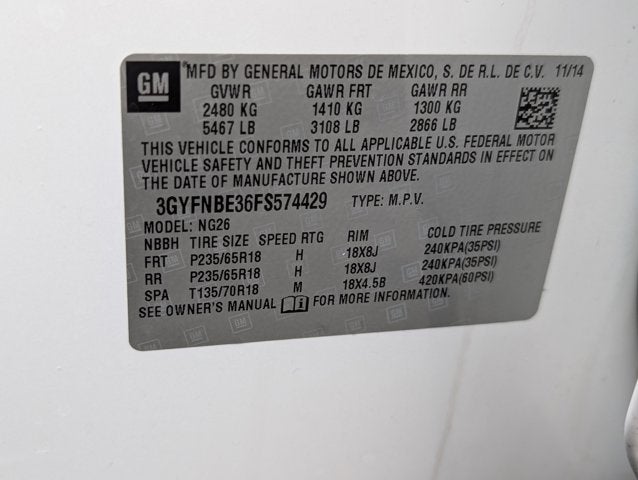 GM MFD BY GENERAL MOTORS DE MEXICO, S. DE R.L. DE C.V. 11/14
GVWR GAWR FRT GAWR RR
2480 KG 1410 KG 1300 KG
5467 LB 3108 LB 2866 LB
THIS VEHICLE CONFORMS TO ALL APPLICABLE U.S. FEDERAL MOTOR
VEHICLE SAFETY AND THEFT PREVENTION STANDARDS IN EFFECT ON
THE DATE OF MANUFACTURE SHOWN ABOVE.
3GYFNBE36FS574429 TYPE: M.P.V.
MODEL: NG26
NBBH TIRE SIZE SPEED RTG RIM COLD TIRE PRESSURE
FRT P235/65R18 H 18X8J 240KPA(35PSI)
RR P235/65R18 H 18X8J 240KPA(35PSI)
SPA T135/70R18 M 18X4.5B 420KPA(60PSI)
SEE OWNER'S MANUAL FOR MORE INFORMATION.